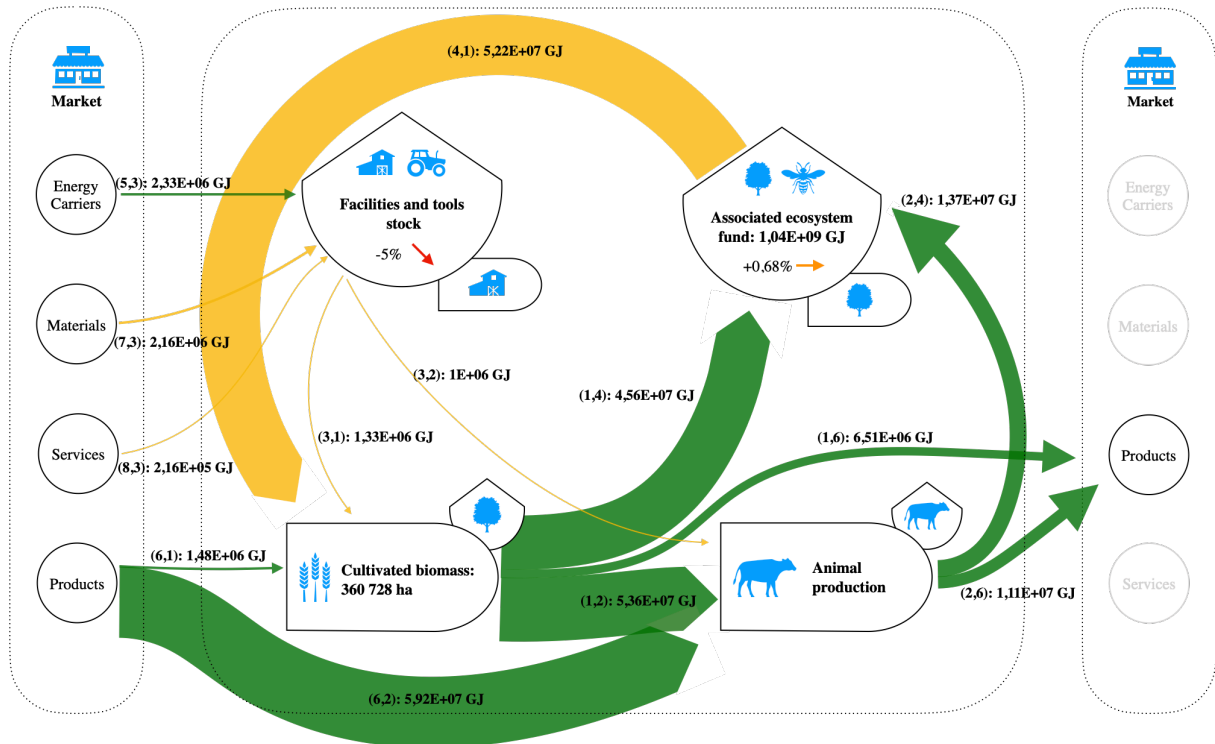 (4,1): 5,22E+07 GJ
Market
Market
Energy
Carriers
(5,3): 2,33E+06 GJ
Facilities and tools
stock
-5%
Associated ecosystem
fund: 1,04E+09 GJ
+0,68%
(2,4): 1,37E+07 GJ
Energy
Carriers
Materials
(7,3): 2,16E+06 GJ
(3,2): 1E+06 GJ
(1,4): 4,56E+07 GJ
Materials
Services
(8,3): 2,16E+05 GJ
(3,1): 1,33E+06 GJ
(1,6): 6,51E+06 GJ
Products
Products
(6,1): 1,48E+06 GJ
Cultivated biomass:
360 728 ha
(1,2): 5,36E+07 GJ
Animal
production
(2,6): 1,11E+07 GJ
Services
(6,2): 5,92E+07 GJ